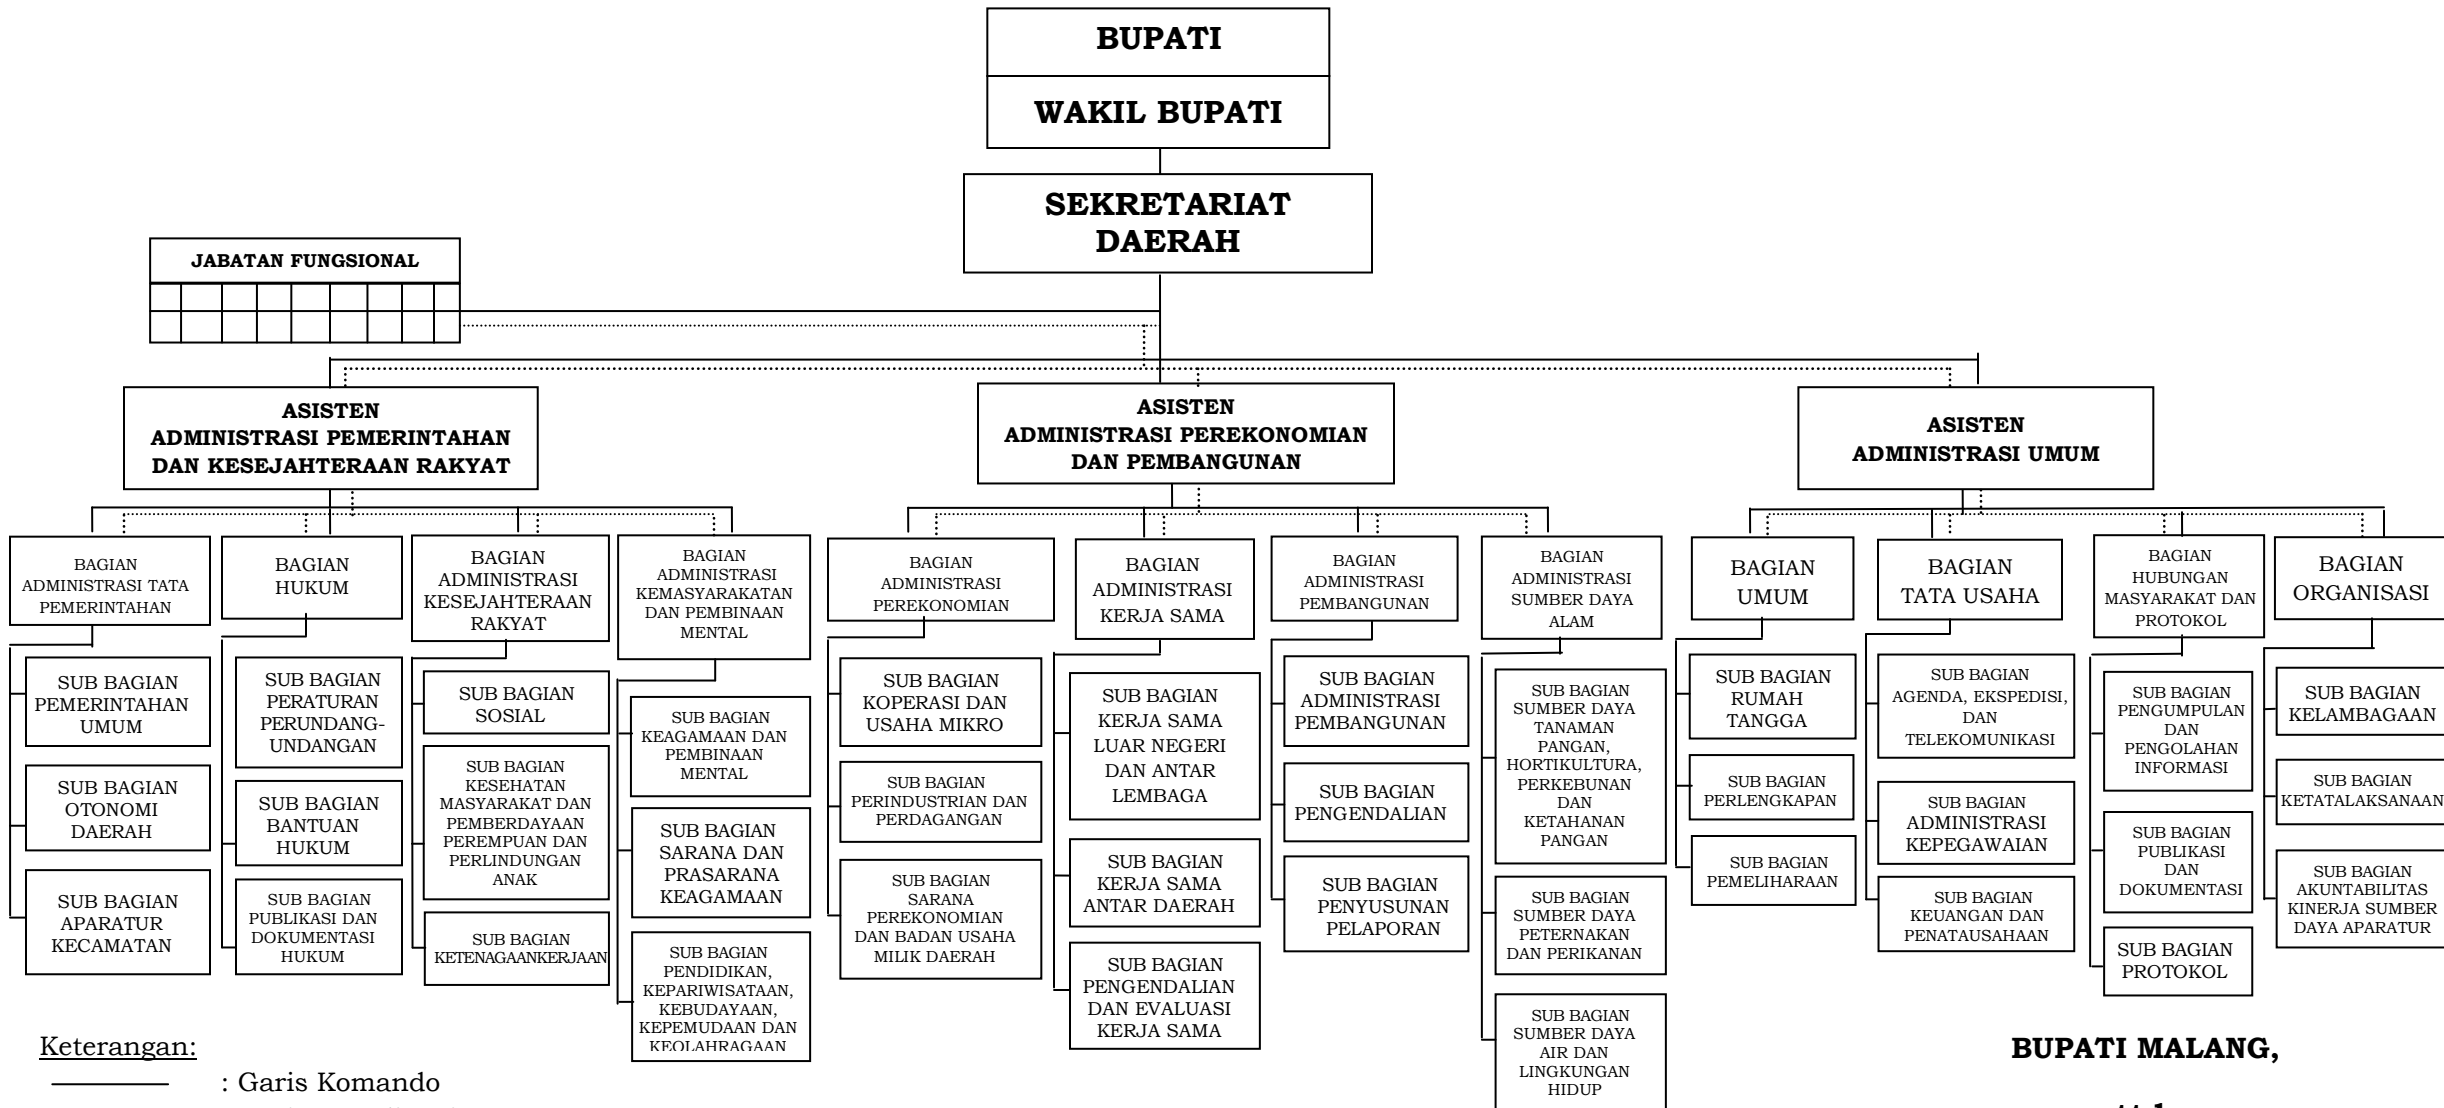 BUPATI
WAKIL BUPATI
SEKRETARIAT
DAERAH
JABATAN FUNGSIONAL
ASISTEN
ADMINISTRASI PEMERINTAHAN
DAN KESEJAHTERAAN RAKYAT
ASISTEN
ADMINISTRASI PEREKONOMIAN
DAN PEMBANGUNAN
ASISTEN
ADMINISTRASI UMUM
BAGIAN
ADMINISTRASI TATA
PEMERINTAHAN
BAGIAN
HUKUM
BAGIAN
ADMINISTRASI
KESEJAHTERAAN
RAKYAT
BAGIAN
ADMINISTRASI
KEMASYARAKATAN
DAN PEMBINAAN
MENTAL
BAGIAN
ADMINISTRASI
PEREKONOMIAN
BAGIAN
ADMINISTRASI
KERJA SAMA
BAGIAN
ADMINISTRASI
PEMBANGUNAN
BAGIAN
ADMINISTRASI
SUMBER DAYA
ALAM
BAGIAN
UMUM
BAGIAN
TATA USAHA
BAGIAN
HUBUNGAN
MASYARAKAT DAN
PROTOKOL
BAGIAN
ORGANISASI
SUB BAGIAN
PEMERINTAHAN
UMUM
SUB BAGIAN
OTONOMI
DAERAH
SUB BAGIAN
APARATUR
KECAMATAN
SUB BAGIAN
PERATURAN
PERUNDANG-
UNDANGAN
SUB BAGIAN
BANTUAN
HUKUM
SUB BAGIAN
PUBLIKASI DAN
DOKUMENTASI
HUKUM
SUB BAGIAN
SOSIAL
SUB BAGIAN
KESEHATAN
MASYARAKAT DAN
PEMBERDAYAAN
PEREMPUAN DAN
PERLINDUNGAN
ANAK
SUB BAGIAN
KETENAGAANKERJAAN
SUB BAGIAN
KEAGAMAAN DAN
PEMBINAAN
MENTAL
SUB BAGIAN
SARANA DAN
PRASARANA
KEAGAMAAN
SUB BAGIAN
PENDIDIKAN,
KEPARIWISATAAN,
KEBUDAYAAN,
KEPEMUDAAN DAN
KEOLAHRAGAAN
SUB BAGIAN
KOPERASI DAN
USAHA MIKRO
SUB BAGIAN
PERINDUSTRIAN DAN
PERDAGANGAN
SUB BAGIAN
SARANA
PEREKONOMIAN
DAN BADAN USAHA
MILIK DAERAH
SUB BAGIAN
KERJA SAMA
LUAR NEGERI
DAN ANTAR
LEMBAGA
SUB BAGIAN
KERJA SAMA
ANTAR DAERAH
SUB BAGIAN
PENGENDALIAN
DAN EVALUASI
KERJA SAMA
SUB BAGIAN
ADMINISTRASI
PEMBANGUNAN
SUB BAGIAN
PENGENDALIAN
SUB BAGIAN
PENYUSUNAN
PELAPORAN
SUB BAGIAN
SUMBER DAYA
TANAMAN
PANGAN,
HORTIKULTURA,
PERKEBUNAN
DAN
KETAHANAN
PANGAN
SUB BAGIAN
SUMBER DAYA
PETERNAKAN
DAN PERIKANAN
SUB BAGIAN
SUMBER DAYA
AIR DAN
LINGKUNGAN
HIDUP
SUB BAGIAN
RUMAH
TANGGA
SUB BAGIAN
PERLENGKAPAN
SUB BAGIAN
PEMELIHARAAN
SUB BAGIAN
AGENDA, EKSPEDISI,
DAN
TELEKOMUNIKASI
SUB BAGIAN
ADMINISTRASI
KEPEGAWAIAN
SUB BAGIAN
KEUANGAN DAN
PENATAUSAHAAN
SUB BAGIAN
PENGUMPULAN
DAN
PENGOLAHAN
INFORMASI
SUB BAGIAN
PUBLIKASI
DAN
DOKUMENTASI
SUB BAGIAN
PROTOKOL
SUB BAGIAN
KELAMBAGAAN
SUB BAGIAN
KETATALAKSANAAN
SUB BAGIAN
AKUNTABILITAS
KINERJA SUMBER
DAYA APARATUR
Keterangan:
: Garis Komando
BUPATI MALANG,